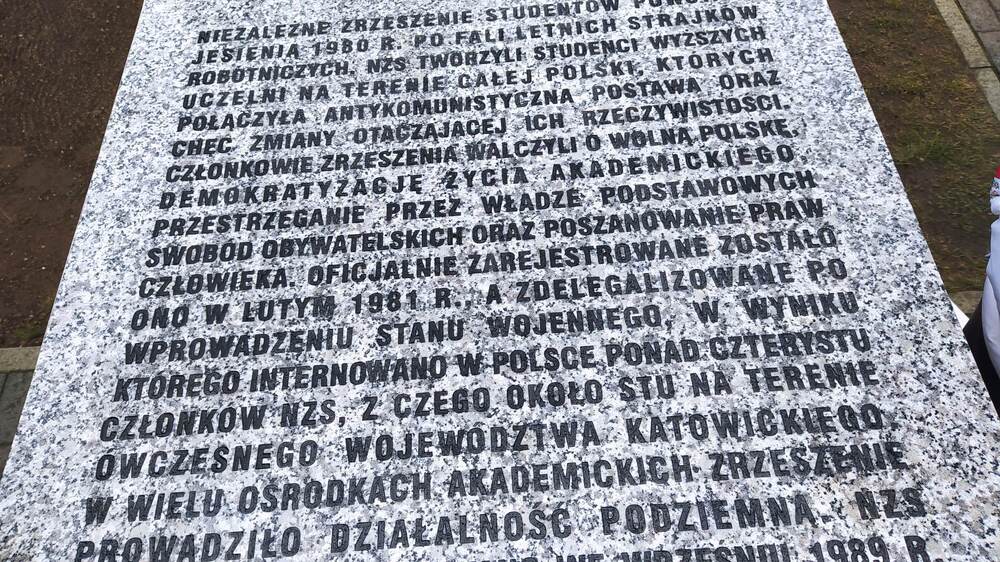 NIEZALEŻNE ZRZESZENIE STUDENTÓW
JESIENIĄ 1980 R. PO FALI LETNICH STRAJKÓW
ROBOTNICZYCH. NZS TWORZYLI STUDENCI WYŻSZYCH
UCZELNI NA TERENIE CAŁEJ POLSKI, KTÓRYCH
POŁĄCZYŁA ANTYKOMUNISTYCZNA POSTAWA ORAZ
CHĘĆ ZMIANY OTACZAJĄCEJ ICH RZECZYWISTOŚCI.
CZŁONKOWIE ZRZESZENIA WALCZYLI O WOLNĄ POLSKĘ,
DEMOKRATYZACJĘ ŻYCIA AKADEMICKIEGO,
PRZESTRZEGANIE PRZEZ WŁADZE PODSTAWOWYCH
SWOBÓD OBYWATELSKICH ORAZ POSZANOWANIE PRAW
CZŁOWIEKA. OFICJALNIE ZAREJESTROWANE ZOSTAŁO
ONO W LUTYM 1981 R., A ZDELEGALIZOWANE PO
WPROWADZENIU STANU WOJENNEGO, W WYNIKU
KTÓREGO INTERNOWANO W POLSCE PONAD CZTERYSTU
CZŁONKÓW NZS, Z CZEGO OKOŁO STU NA TERENIE
ÓWCZESNEGO WOJEWÓDZTWA KATOWICKIEGO.
W WIELU OŚRODKACH AKADEMICKICH ZRZESZENIE
PROWADZIŁO DZIAŁALNOŚĆ PODZIEMNĄ. NZS
WE WRZEŚNIU 1989 R.